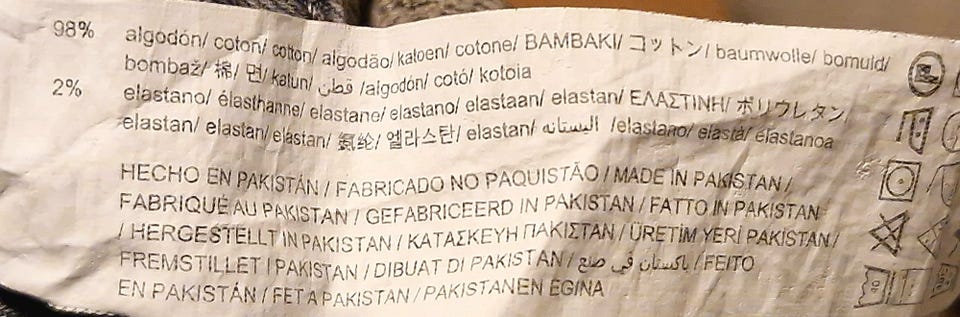 98% algodón/ coton/ cotton/ algodão/ katoen/ cotone/ ΒΑΜΒΑΚΙ/ コットン/ baumwolle/ bomuld/
bombaž/ 棉/ 면/ katun/ قطن /algodón/ cotó/ kotoia
2% elastano/ élasthanne/ elastane/ elastano/ elastaan/ elastan/ ΕΛΑΣΤΙΝΗ/ ポリウレタン/
elastan/ elastan/ elastan/ 氨纶/ 엘라스탄/ elastan/ اليستانه /elastano/ elastà/ elastanoa
HECHO EN PAKISTÁN / FABRICADO NO PAQUISTÃO / MADE IN PAKISTAN /
FABRIQUÉ AU PAKISTAN / GEFABRICEERD IN PAKISTAN / FATTO IN PAKISTAN
/ HERGESTELLT IN PAKISTAN / ΚΑΤΑΣΚΕΥΗ ΠΑΚΙΣΤΑΝ / ÜRETİM YERİ PAKISTAN /
FREMSTILLET I PAKISTAN / DIBUAT DI PAKISTAN / باكستان في صنع / FEITO
EN PAKISTÁN / FET A PAKISTAN / PAKISTANEN EGINA